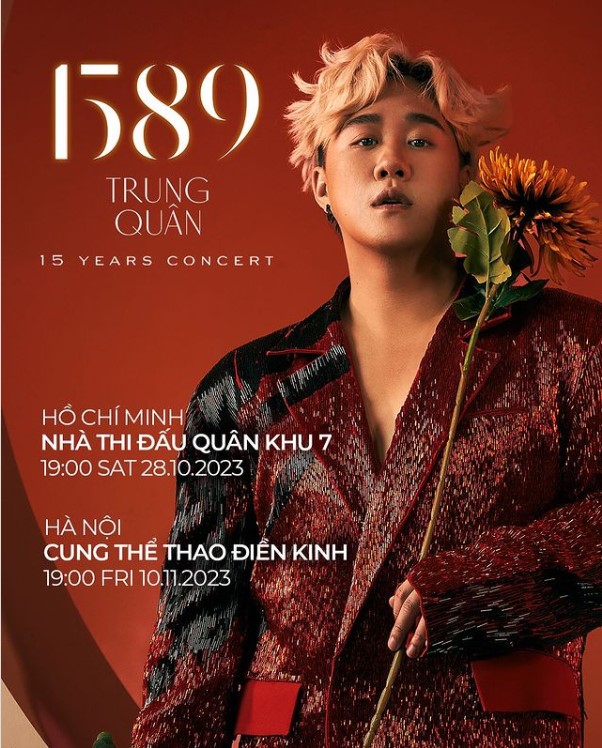 1589
TRUNG
QUÂN
15 YEARS CONCERT
HỒ CHÍ MINH
NHÀ THI ĐẤU QUÂN KHU 7
19:00 SAT 28.10.2023
HÀ NỘI
CUNG THỂ THAO ĐIỀN KINH
19:00 FRI 10.11.2023